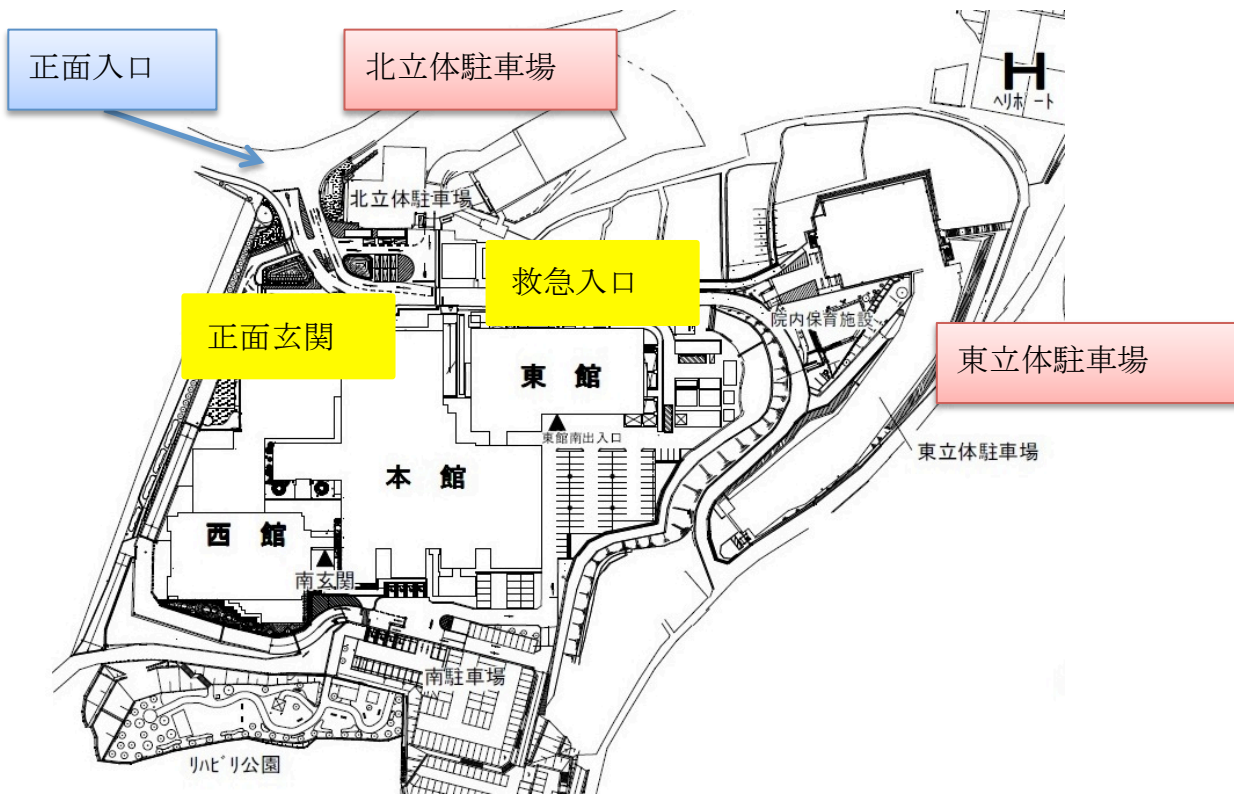 正面入口
北立体駐車場
H
ヘリポート
北立体駐車場
救急入口
正面玄関
院内保育施設
東立体駐車場
東 館
東館南出入口
東立体駐車場
本 館
西 館
南玄関
南駐車場
リハビリ公園